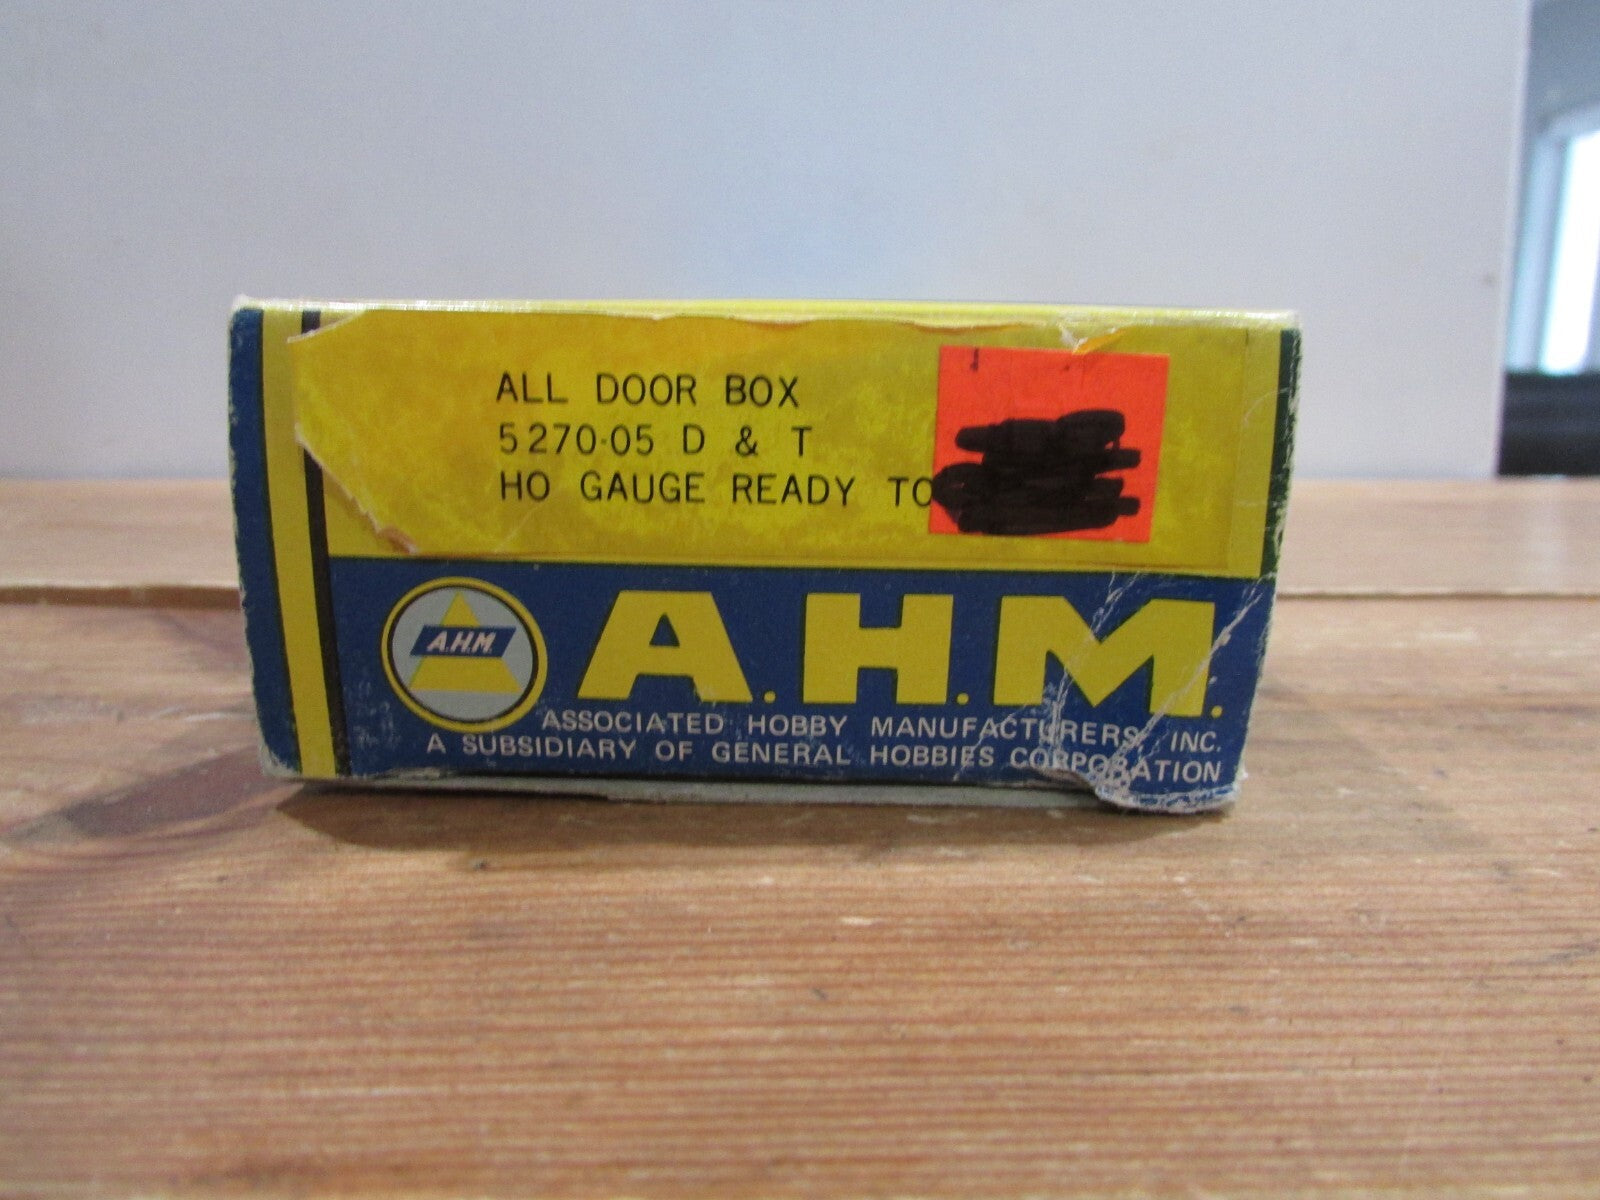 ALL DOOR BOX
5270-05 D & T
HO GAUGE READY TO
A.H.M.
A.H.M.
ASSOCIATED HOBBY MANUFACTURERS, INC.
A SUBSIDIARY OF GENERAL HOBBIES CORPORATION